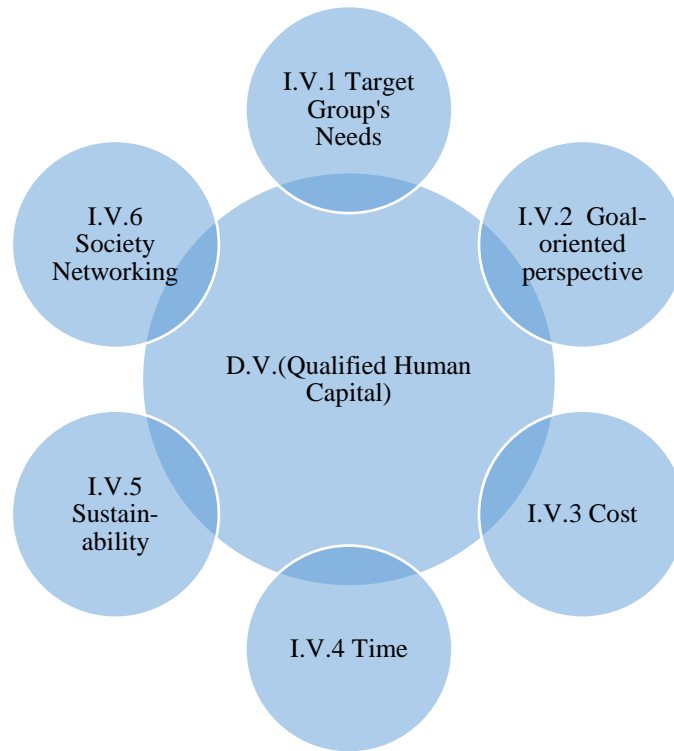 I.V.1 Target
Group's
Needs
I.V.2 Goal-
oriented
perspective
I.V.3 Cost
I.V.4 Time
I.V.5
Sustain-
ability
I.V.6
Society
Networking
D.V.(Qualified Human
Capital)